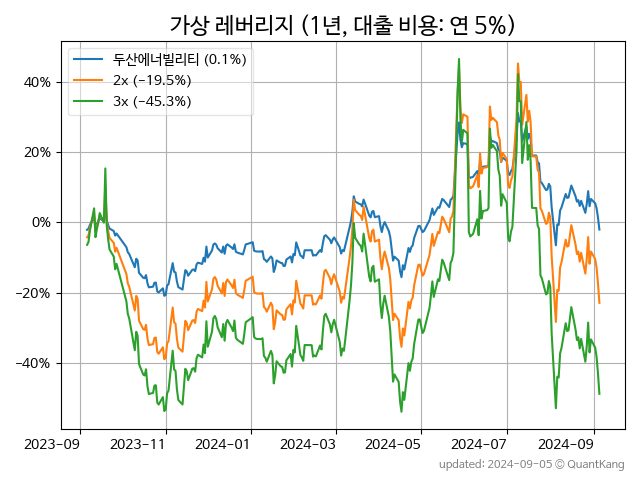 가상 레버리지 (1년, 대출 비용: 연 5%)
두산에너빌리티 (0.1%)
2x (−19.5%)
3x (−45.3%)
40%
20%
0%
−20%
−40%
2023-09
2023-11
2024-01
2024-03
2024-05
2024-07
2024-09
updated: 2024-09-05 © QuantKang